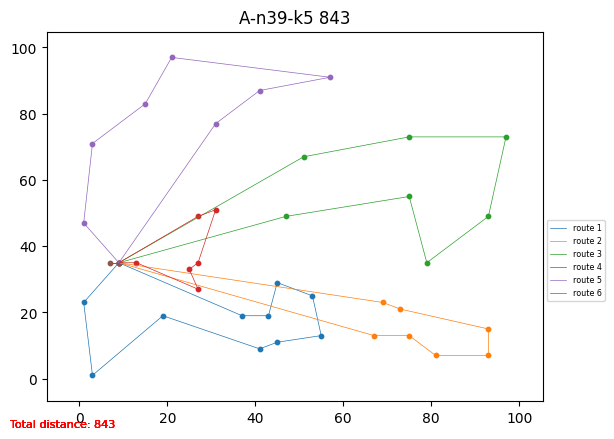 A-n39-k5 843
100
80
60
40
20
0
0 20 40 60 80 100
route 1
route 2
route 3
route 4
route 5
route 6
Total distance: 843